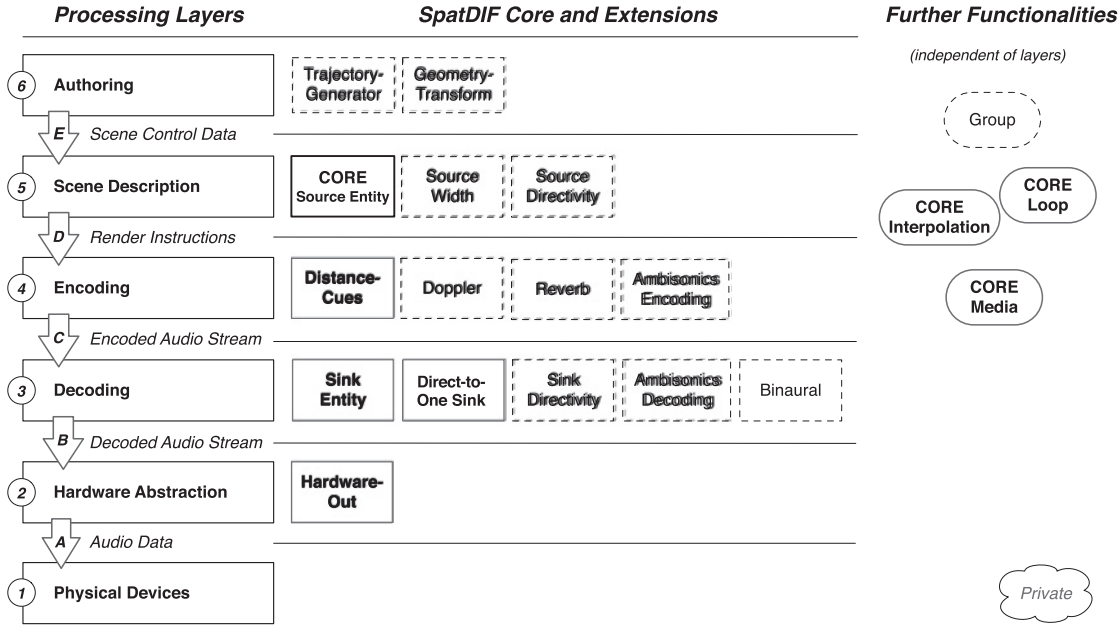 Processing Layers
SpatDIF Core and Extensions
Further Functionalities
(independent of layers)
6
Authoring
Trajectory-
Generator
Geometry-
Transform
Group
E
Scene Control Data
5
Scene Description
CORE
Source Entity
Source
Width
Source
Directivity
CORE
Loop
CORE
Interpolation
D
Render Instructions
4
Encoding
Distance-
Cues
Doppler
Reverb
Ambisonics
Encoding
CORE
Media
C
Encoded Audio Stream
3
Decoding
Sink
Entity
Direct-to-
One Sink
Sink
Directivity
Ambisonics
Decoding
Binaural
B
Decoded Audio Stream
2
Hardware Abstraction
Hardware-
Out
A
Audio Data
1
Physical Devices
Private